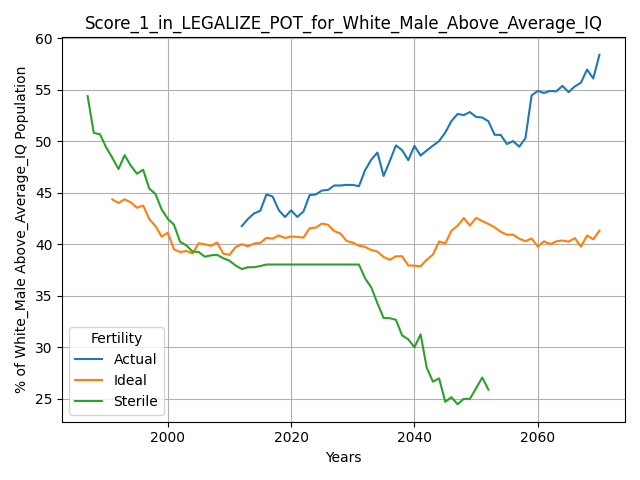 Score_1_in_LEGALIZE_POT_for_White_Male_Above_Average_IQ
% of White_Male Above_Average_IQ Population
60
55
50
45
40
35
30
25
Fertility
Actual
Ideal
Sterile
2000
2020
2040
2060
Years